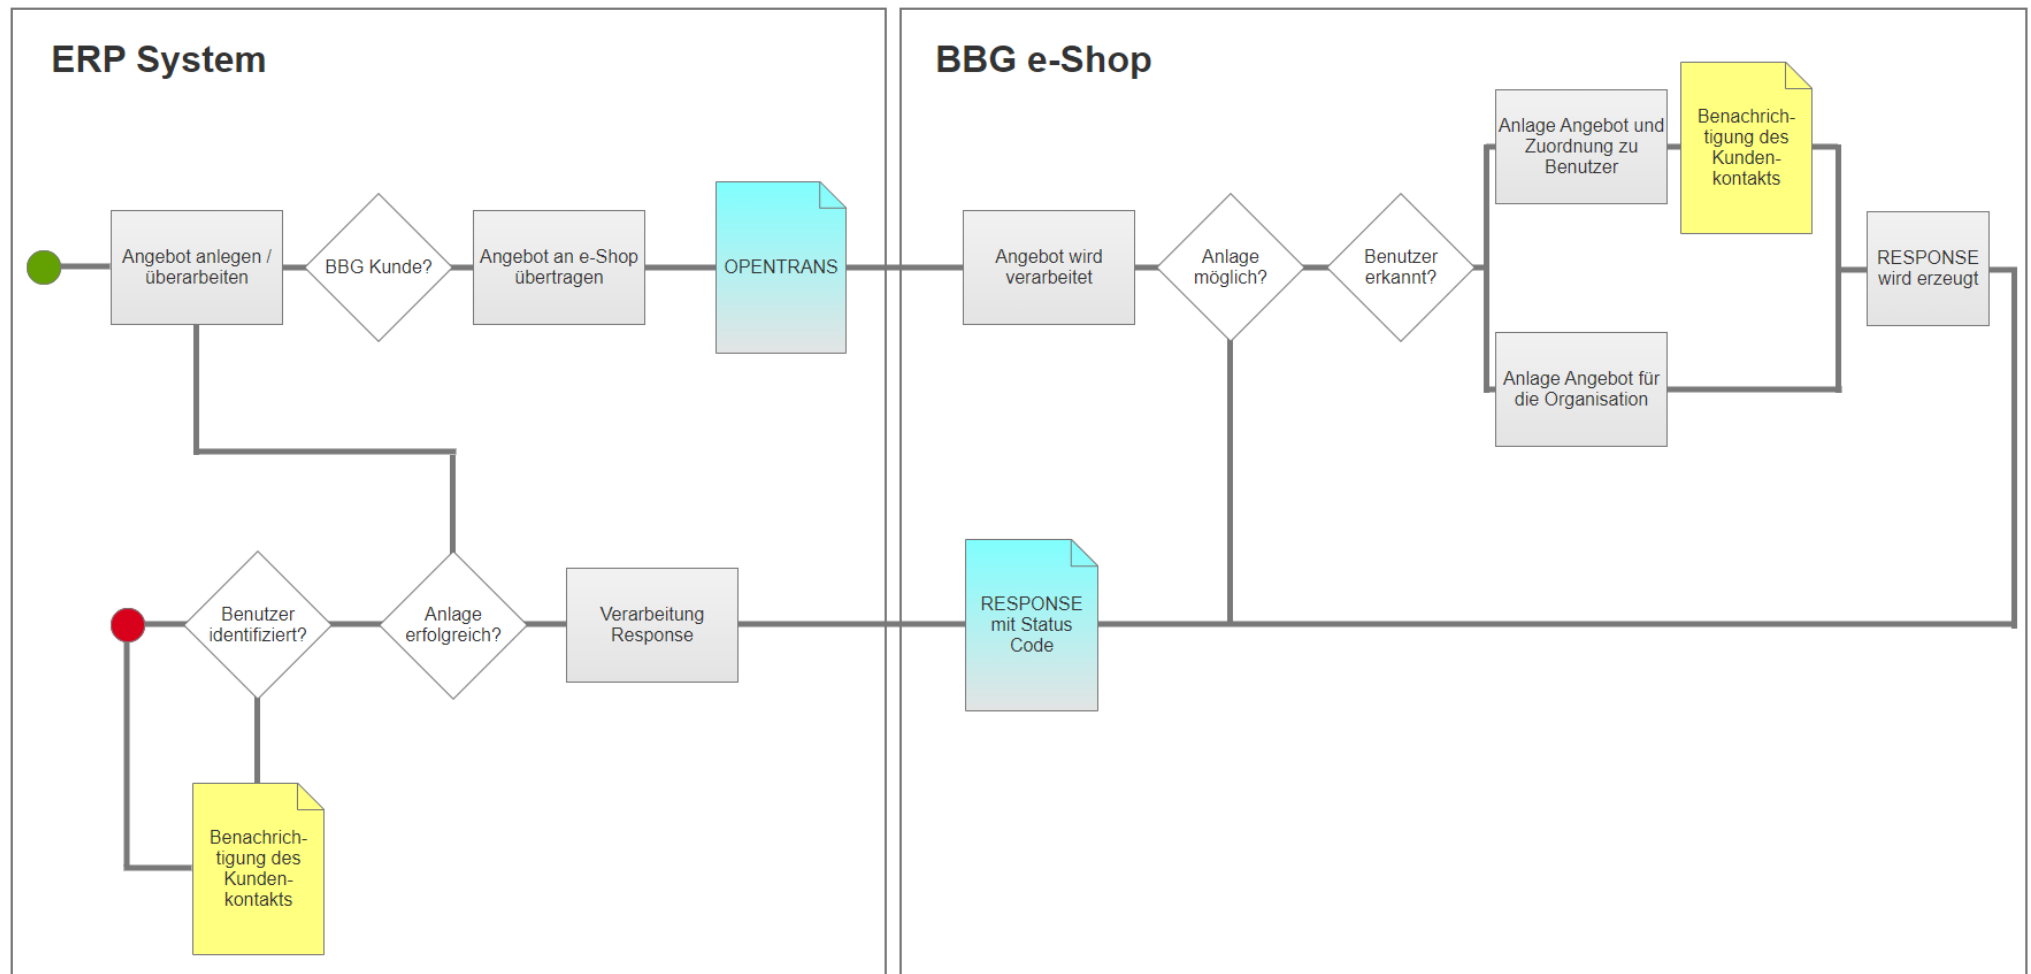 ERP System
BBG e-Shop
Angebot anlegen /
überarbeiten
BBG Kunde?
Angebot an e-Shop
übertragen
OPENTRANS
Angebot wird
verarbeitet
Anlage
möglich?
Benutzer
erkannt?
Anlage Angebot und
Zuordnung zu
Benutzer
Benachrich-
tigung des
Kunden-
kontakts
Anlage Angebot für
die Organisation
RESPONSE
wird erzeugt
RESPONSE
mit Status
Code
Verarbeitung
Response
Anlage
erfolgreich?
Benutzer
identifiziert?
Benachrich-
tigung des
Kunden-
kontakts